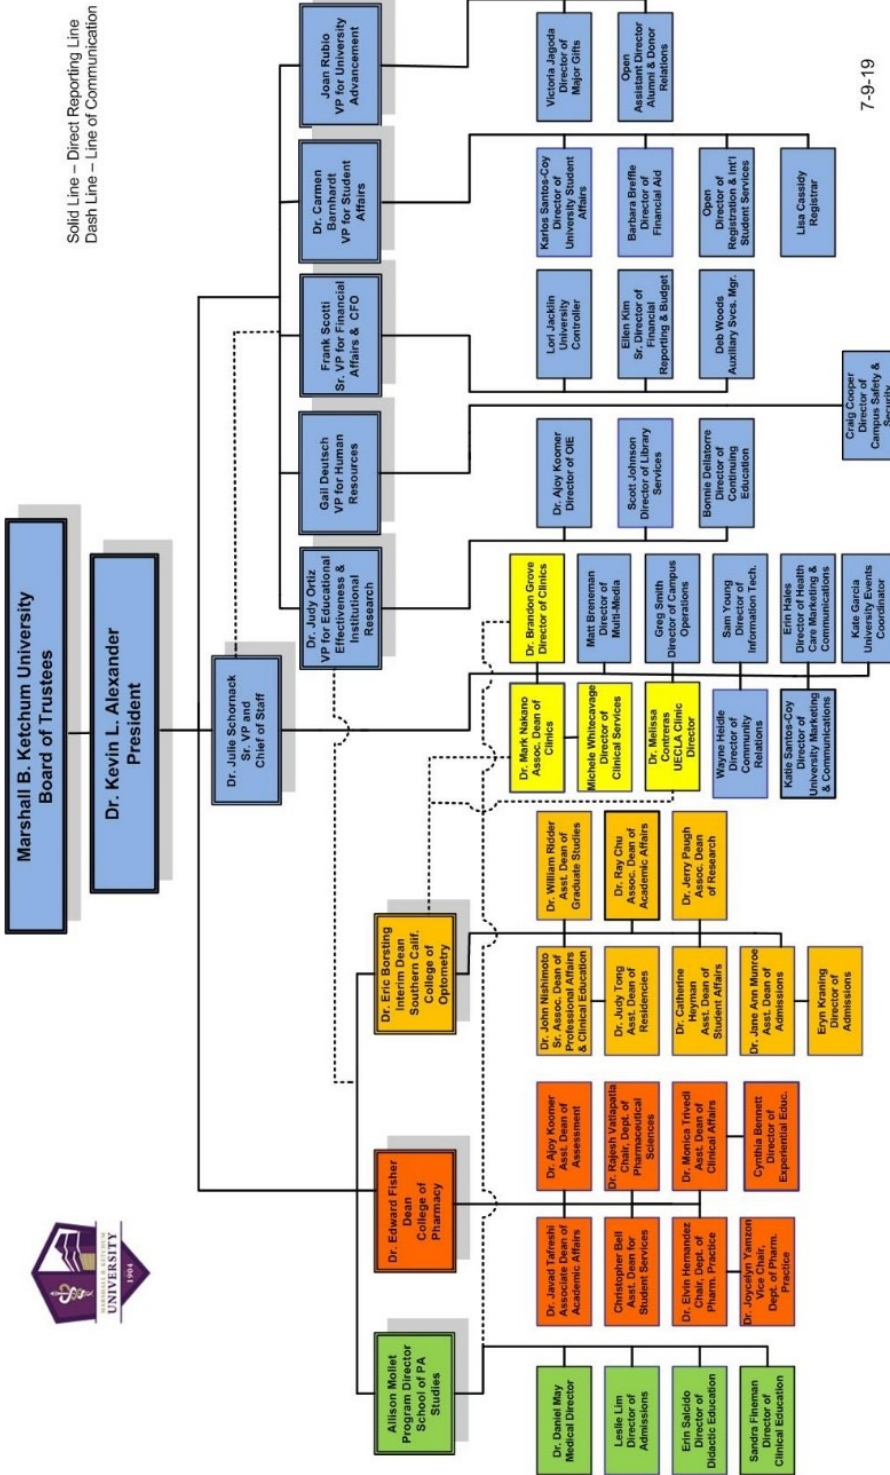 MARSHALL B. KETCHUM
UNIVERSITY
1904
Solid Line – Direct Reporting Line
Dash Line – Line of Communication
Marshall B. Ketchum University
Board of Trustees
Dr. Kevin L. Alexander
President
Dr. Julie Schornack
Sr. VP and
Chief of Staff
Allison Mollet
Program Director
School of PA
Studies
Dr. Edward Fisher
Dean
College of
Pharmacy
Dr. Eric Borsting
Interim Dean
Southern Calif.
College of
Optometry
Dr. Judy Ortiz
VP for Educational
Effectiveness &
Institutional
Research
Gail Deutsch
VP for Human
Resources
Frank Scotti
Sr. VP for Financial
Affairs & CFO
Dr. Carmen
Barnhardt
VP for Student
Affairs
Joan Rubio
VP for University
Advancement
Dr. Daniel May
Medical Director
Leslie Lim
Director of
Admissions
Erin Salcido
Director of
Didactic Education
Sandra Fineman
Director of
Clinical Education
Dr. Javad Tafreshi
Associate Dean of
Academic Affairs
Christopher Bell
Asst. Dean for
Student Services
Dr. Elvin Hernandez
Chair, Dept. of
Pharm. Practice
Dr. Joycelyn Yamzon
Vice Chair,
Dept. of Pharm.
Practice
Dr. Ajoy Koomer
Asst. Dean of
Assessment
Dr. Rajesh Vatlapatla
Chair, Dept. of
Pharmaceutical
Sciences
Dr. Monica Trivedi
Asst. Dean of
Clinical Affairs
Cynthia Bennett
Director of
Experiential Educ.
Dr. John Nishimoto
Sr. Assoc. Dean of
Professional Affairs
& Clinical Education
Dr. Judy Tong
Asst. Dean of
Residencies
Dr. Catherine
Heyman
Asst. Dean of
Student Affairs
Dr. Jane Ann Munroe
Asst. Dean of
Admissions
Eryn Kraning
Director of
Admissions
Dr. William Ridder
Asst. Dean of
Graduate Studies
Dr. Ray Chu
Assoc. Dean of
Academic Affairs
Dr. Jerry Paugh
Assoc. Dean
of Research
Dr. Mark Nakano
Assoc. Dean of
Clinics
Michele Whitecavage
Director of
Clinical Services
Dr. Melissa
Contreras
UECLA Clinic
Director
Wayne Heidle
Director of
Community
Relations
Katie Santos-Coy
Director of
University Marketing
& Communications
Dr. Brandon Grove
Director of Clinics
Matt Breneman
Director of
Multi-Media
Greg Smith
Director of Campus
Operations
Sam Young
Director of
Information Tech.
Erin Hales
Director of Health
Care Marketing &
Communications
Kate Garcia
University Events
Coordinator
Dr. Ajoy Koomer
Director of OIE
Scott Johnson
Director of Library
Services
Bonnie Dellatorre
Director of
Continuing
Education
Craig Cooper
Director of
Campus Safety &
Security
Lori Jacklin
University
Controller
Ellen Kim
Sr. Director of
Financial
Reporting & Budget
Deb Woods
Auxiliary Svcs. Mgr.
Karlos Santos-Coy
Director of
University Student
Affairs
Barbara Breffle
Director of
Financial Aid
Open
Director of
Registration & Int'l
Student Services
Lisa Cassidy
Registrar
Victoria Jagoda
Director of
Major Gifts
Open
Assistant Director
Alumni & Donor
Relations
7-9-19